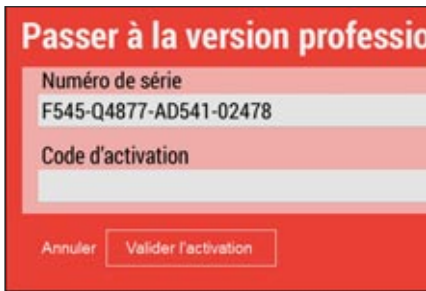 Passer à la version professio
Numéro de série
F545-Q4877-AD541-02478
Code d'activation
Annuler
Valider l'activation